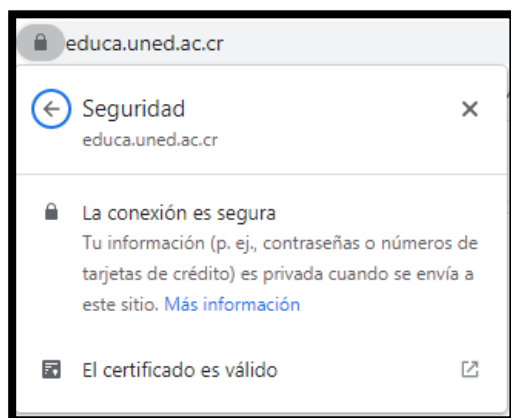 educa.uned.ac.cr
Seguridad
educa.uned.ac.cr
La conexión es segura
Tu información (p. ej., contraseñas o números de
tarjetas de crédito) es privada cuando se envía a
este sitio. Más información
El certificado es válido